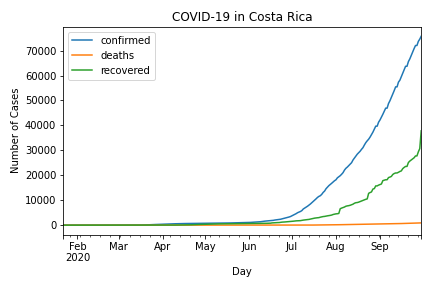 COVID-19 in Costa Rica
confirmed
deaths
recovered
Number of Cases
70000
60000
50000
40000
30000
20000
10000
0
Feb Mar Apr May Jun Jul Aug Sep
2020
Day